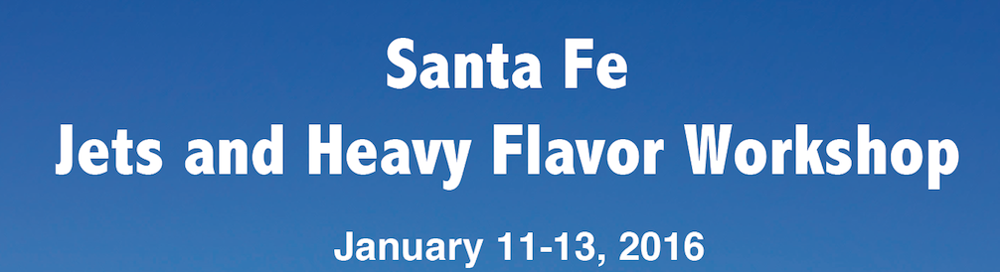 Santa Fe
Jets and Heavy Flavor Workshop
January 11-13, 2016